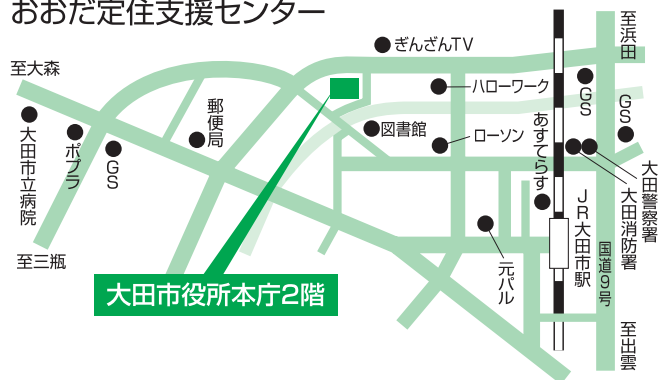 おおだ定住支援センター
至浜田
ぎんざんTV
至大森
ハローワーク
GS
GS
郵便局
あすてらす
図書館
ローソン
大田市立病院
ポプラ
GS
大田警察署
大田消防署
JR大田市駅
国道9号
元パル
至三瓶
大田市役所本庁2階
至出雲